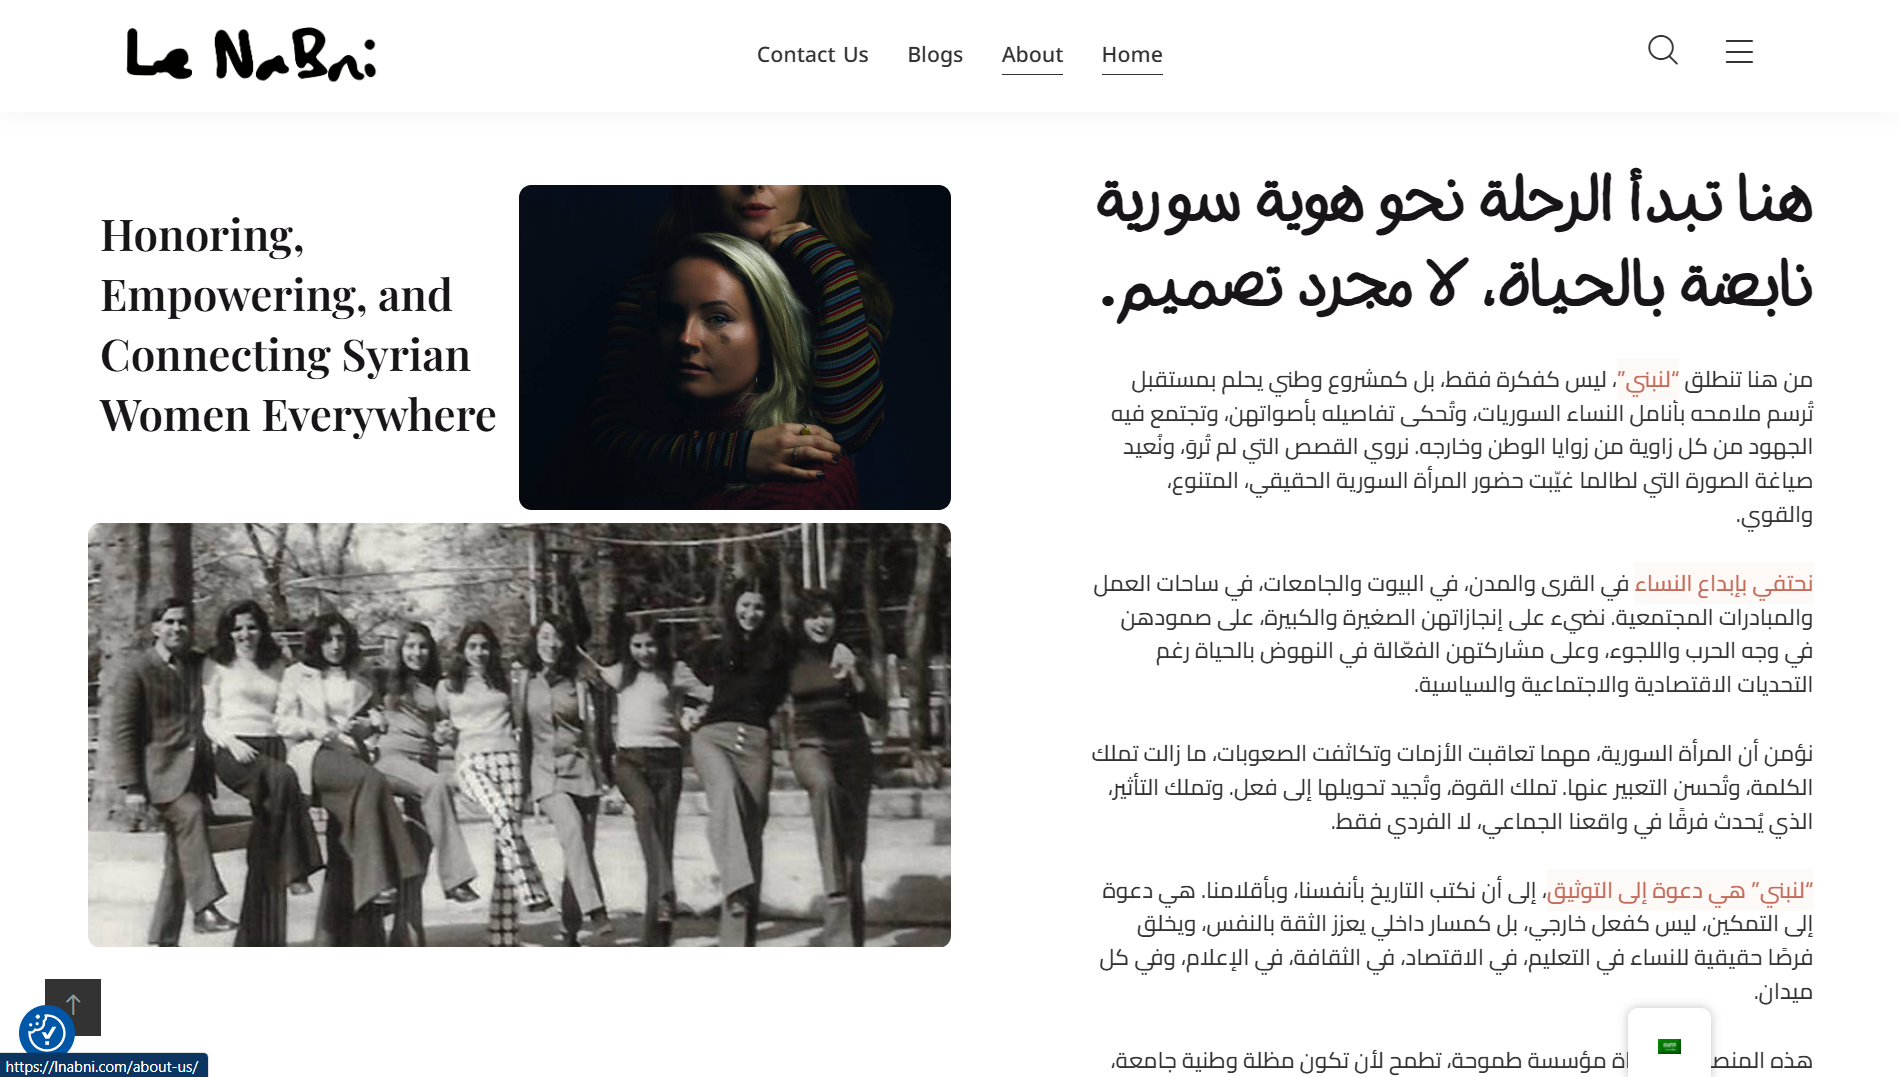 Le NaBni
Contact Us
Blogs
About
Home
Honoring,
Empowering, and
Connecting Syrian
Women Everywhere
هنا تبدأ الرحلة نحو هوية سورية
نابضة بالحياة، لا مجرد تصميم.
من هنا تنطلق “لنبني”، ليس كفكرة فقط، بل كمشروع وطني يحلم بمستقبل
تُرسم ملامحه بأنامل النساء السوريات، وتُحكى تفاصيله بأصواتهن، وتجتمع فيه
الجهود من كل زاوية من زوايا الوطن وخارجه. نروي القصص التي لم تُروَ، ونُعيد
صياغة الصورة التي لطالما غيّبت حضور المرأة السورية الحقيقي، المتنوع،
والقوي.
نحتفي بإبداع النساء في القرى والمدن، في البيوت والجامعات، في ساحات العمل
والمبادرات المجتمعية. نضيء على إنجازاتهن الصغيرة والكبيرة، على صمودهن
في وجه الحرب واللجوء، وعلى مشاركتهن الفعّالة في النهوض بالحياة رغم
التحديات الاقتصادية والاجتماعية والسياسية.
نؤمن أن المرأة السورية، مهما تعاقبت الأزمات وتكاثفت الصعوبات، ما زالت تملك
الكلمة، وتُحسن التعبير عنها. تملك القوة، وتُجيد تحويلها إلى فعل. وتملك التأثير،
الذي يُحدث فرقًا في واقعنا الجماعي، لا الفردي فقط.
“لنبني” هي دعوة إلى التوثيق، إلى أن نكتب التاريخ بأنفسنا، وبأقلامنا. هي دعوة
إلى التمكين، ليس كفعل خارجي، بل كمسار داخلي يعزز الثقة بالنفس، ويخلق
فرصًا حقيقية للنساء في التعليم، في الاقتصاد، في الثقافة، في الإعلام، وفي كل
ميدان.
هذه مؤسسة طموحة، تطمح لأن تكون مظلة وطنية جامعة،
https://lnabni.com/about-us/